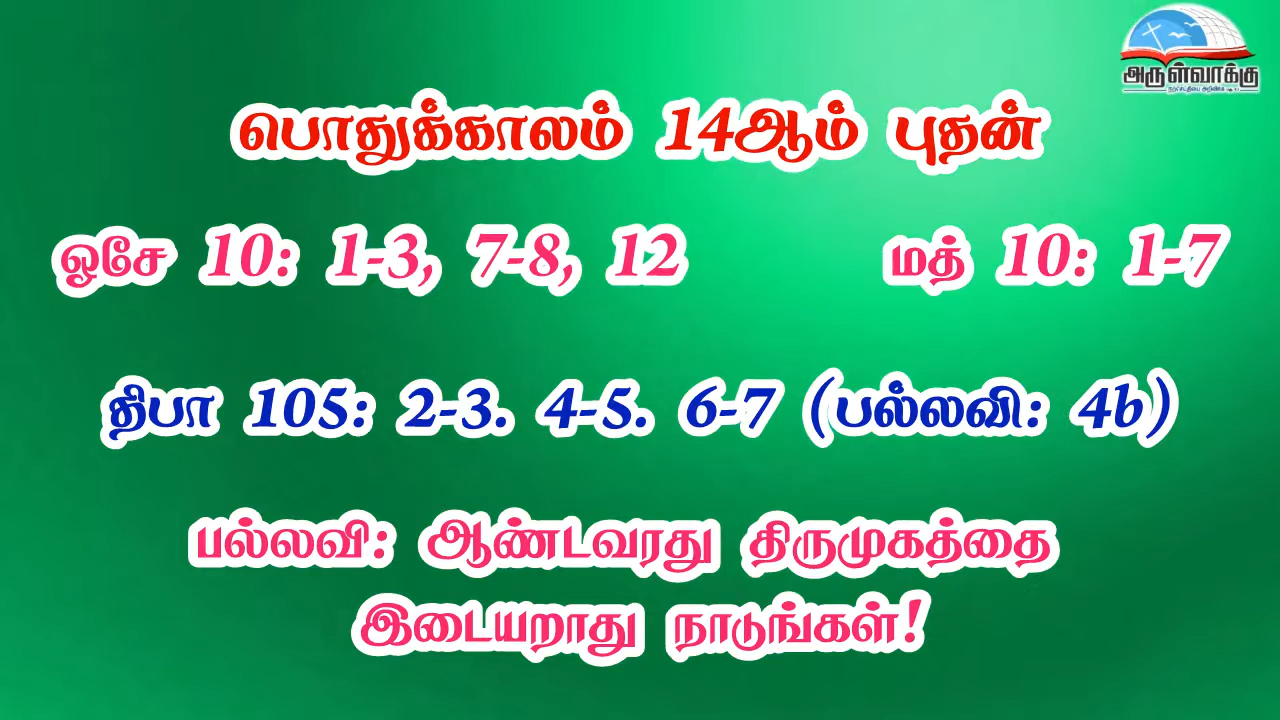 அருள்வாக்கு
பொதுக்காலம் 14ஆம் புதன்
ஓசே 10: 1-3, 7-8, 12 மத் 10: 1-7
திபா 105: 2-3. 4-5. 6-7 (பல்லவி: 4b)
பல்லவி: ஆண்டவரது திருமுகத்தை
இடையறாது நாடுங்கள்!